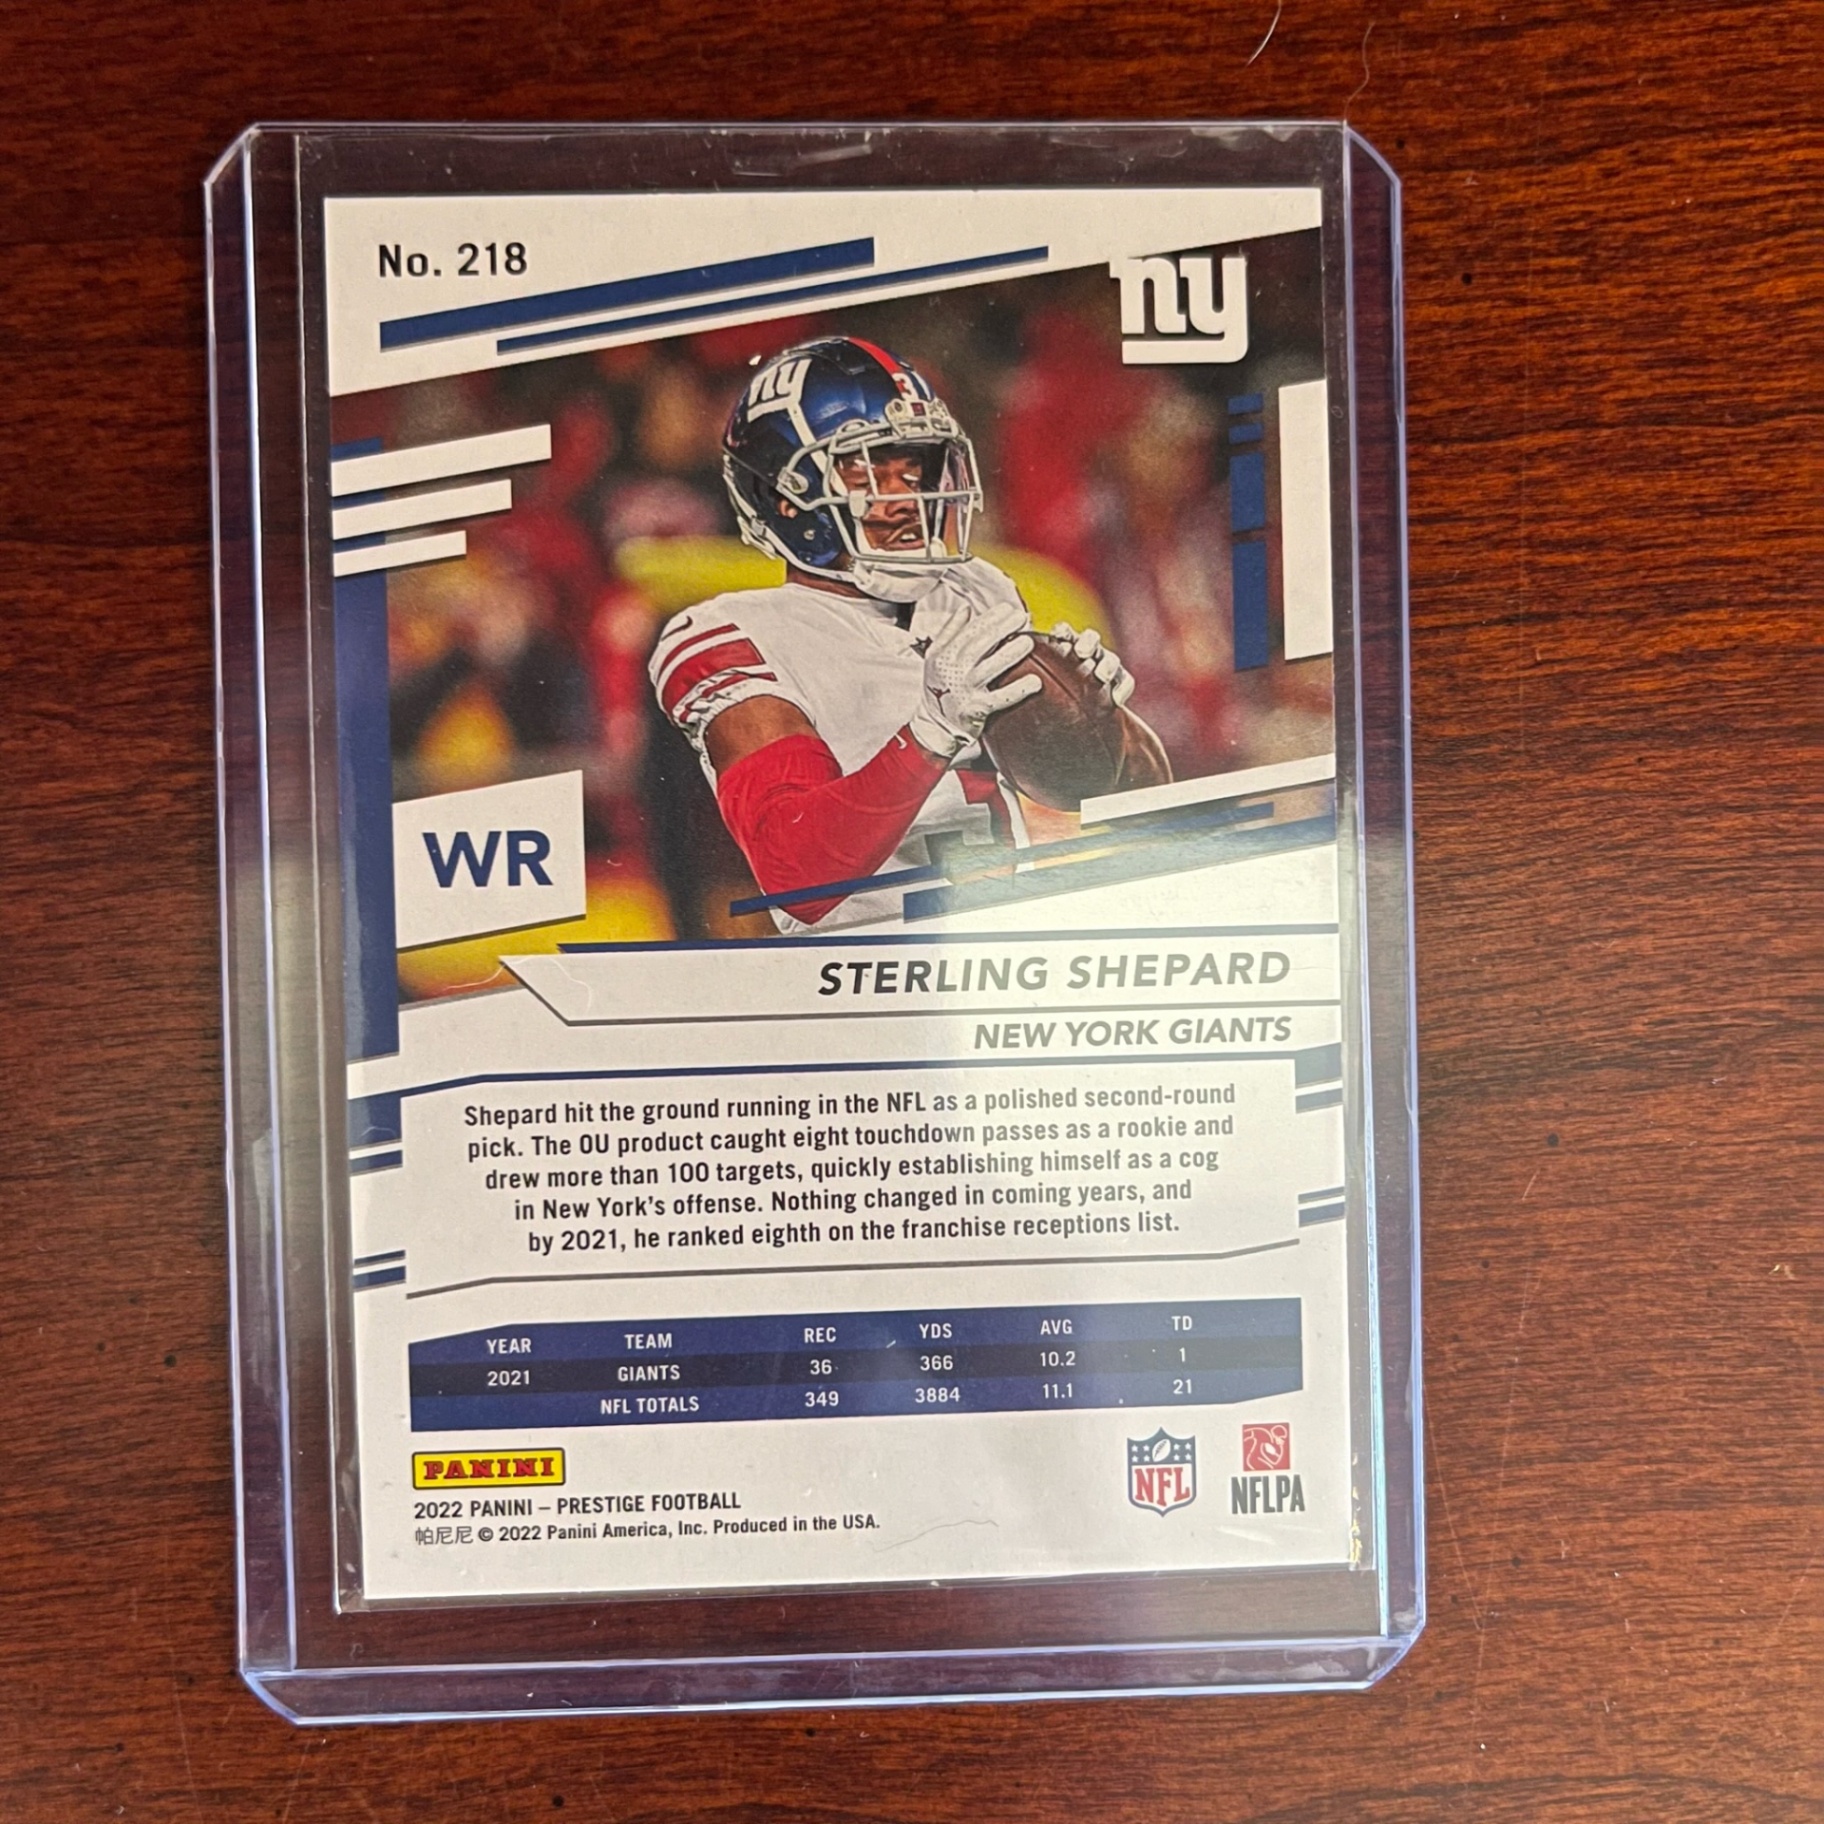 No. 218
ny
ny
3
WR
STERLING SHEPARD
NEW YORK GIANTS
Shepard hit the ground running in the NFL as a polished second-round
pick. The OU product caught eight touchdown passes as a rookie and
drew more than 100 targets, quickly establishing himself as a cog
in New York's offense. Nothing changed in coming years, and
by 2021, he ranked eighth on the franchise receptions list.
YEAR TEAM REC YDS AVG TD
2021 GIANTS 36 366 10.2 1
NFL TOTALS 349 3884 11.1 21
PANINI
NFL
NFLPA
2022 PANINI – PRESTIGE FOOTBALL
帕尼尼 © 2022 Panini America, Inc. Produced in the USA.